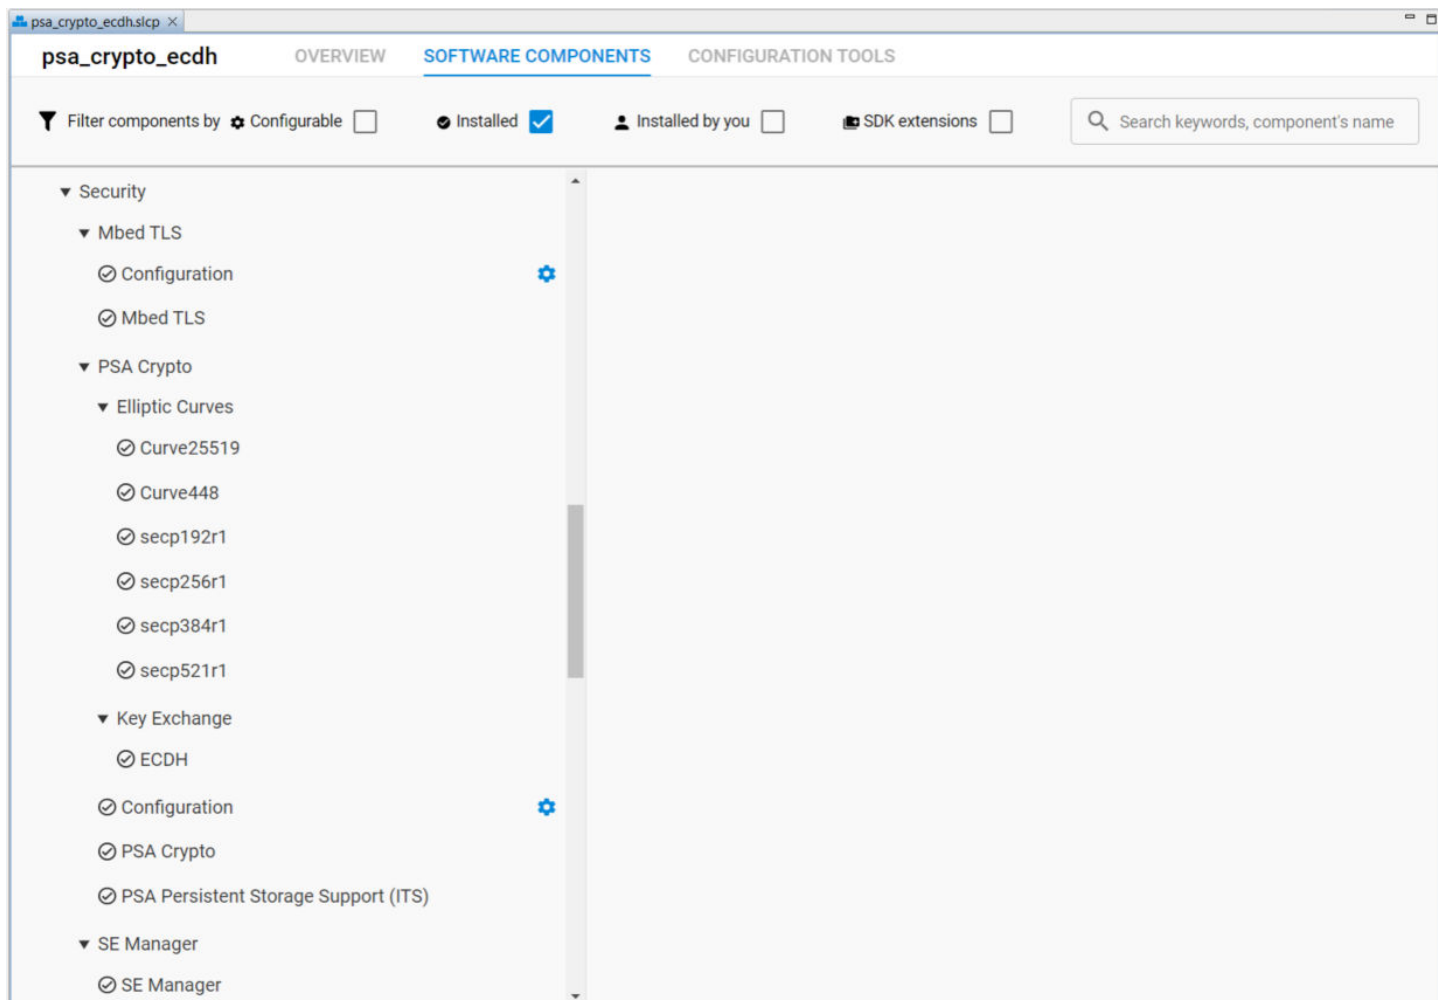 psa_crypto_ecdh.slcp
psa_crypto_ecdh OVERVIEW SOFTWARE COMPONENTS CONFIGURATION TOOLS
Filter components by Configurable Installed Installed by you SDK extensions Search keywords, component's name
Security
Mbed TLS
Configuration
Mbed TLS
PSA Crypto
Elliptic Curves
Curve25519
Curve448
secp192r1
secp256r1
secp384r1
secp521r1
Key Exchange
ECDH
Configuration
PSA Crypto
PSA Persistent Storage Support (ITS)
SE Manager
SE Manager